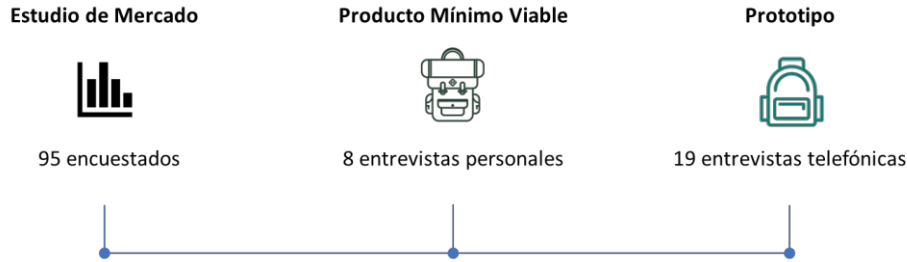 Estudio de Mercado
Producto Mínimo Viable
Prototipo
95 encuestados
8 entrevistas personales
19 entrevistas telefónicas